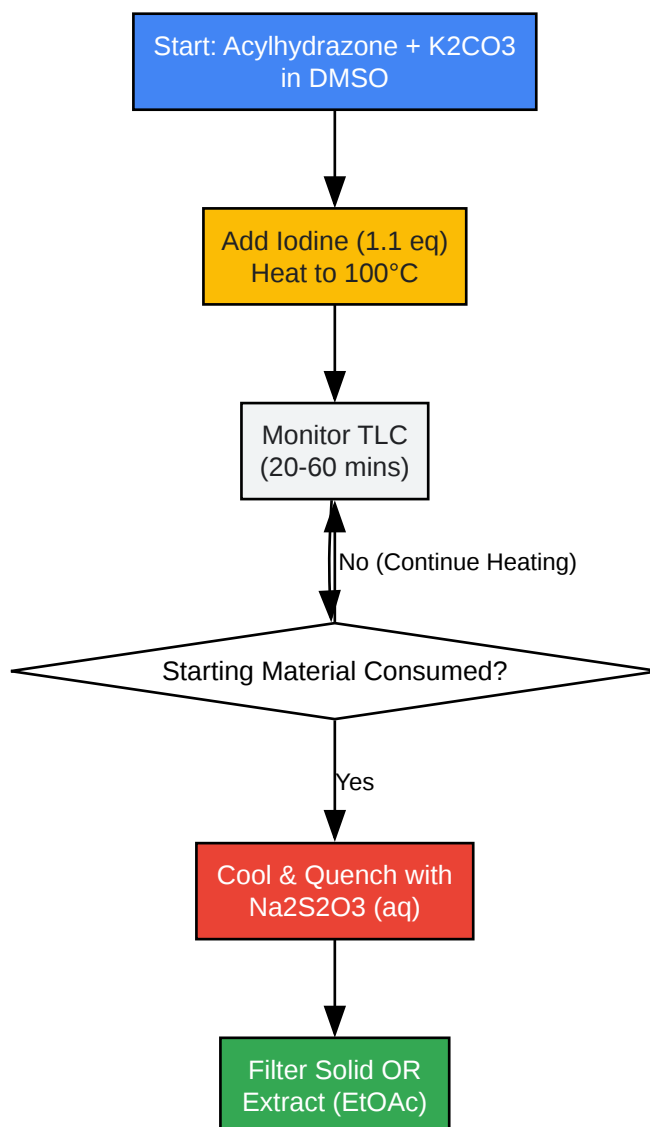 Start: Acylhydrazone + K2CO3
in DMSO
Add Iodine (1.1 eq)
Heat to 100°C
Monitor TLC
(20-60 mins)
No (Continue Heating)
Starting Material Consumed?
Yes
Cool & Quench with
Na2S2O3 (aq)
Filter Solid OR
Extract (EtOAc)